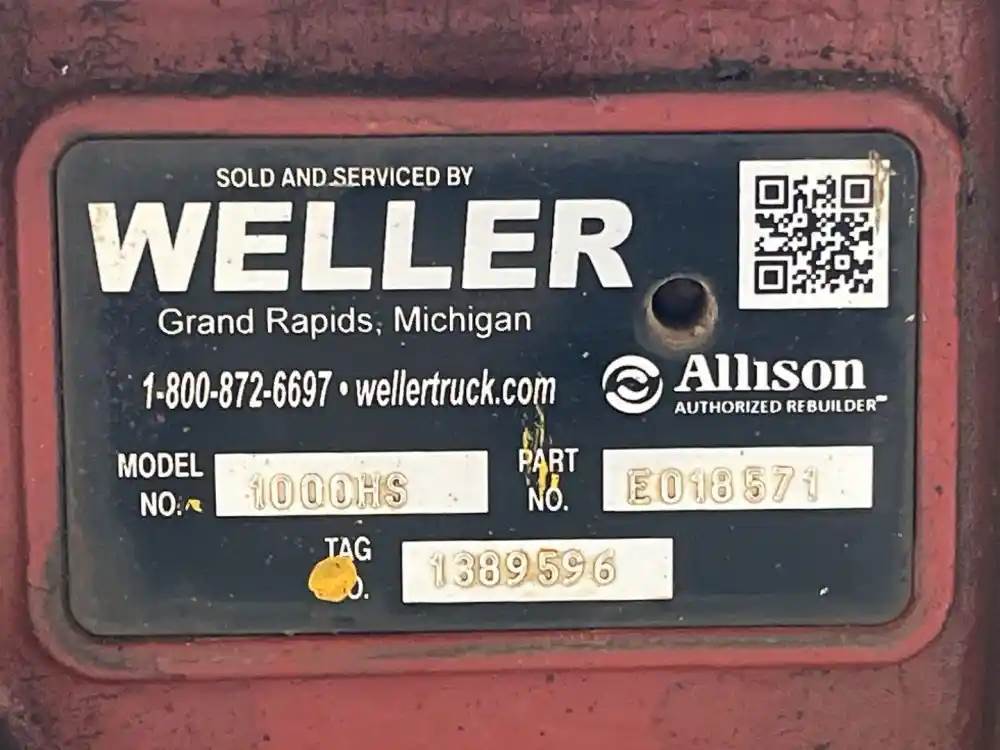 SOLD AND SERVICED BY
WELLER
Grand Rapids, Michigan
1-800-872-6697 • wellertruck.com
Allison
AUTHORIZED REBUILDER
MODEL NO. 1000HS
PART NO. E018571
TAG NO. 1389596